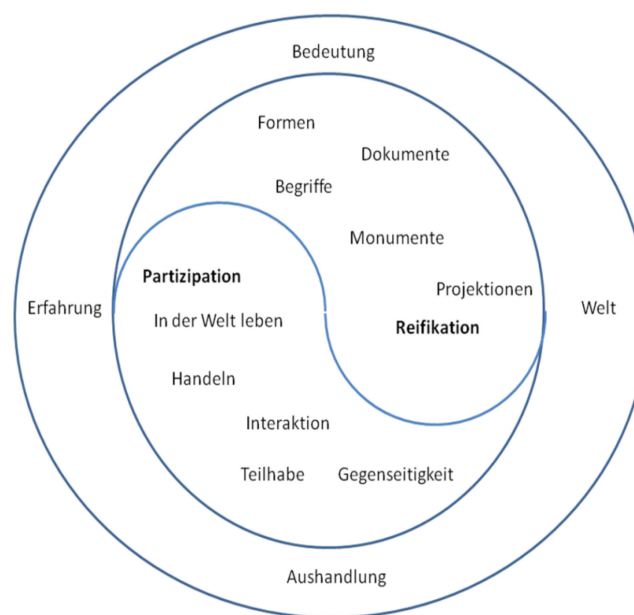 Bedeutung
Formen
Dokumente
Begriffe
Monumente
Partizipation
Projektionen
Erfahrung
Welt
In der Welt leben
Reifikation
Handeln
Interaktion
Teilhabe
Gegenseitigkeit
Aushandlung